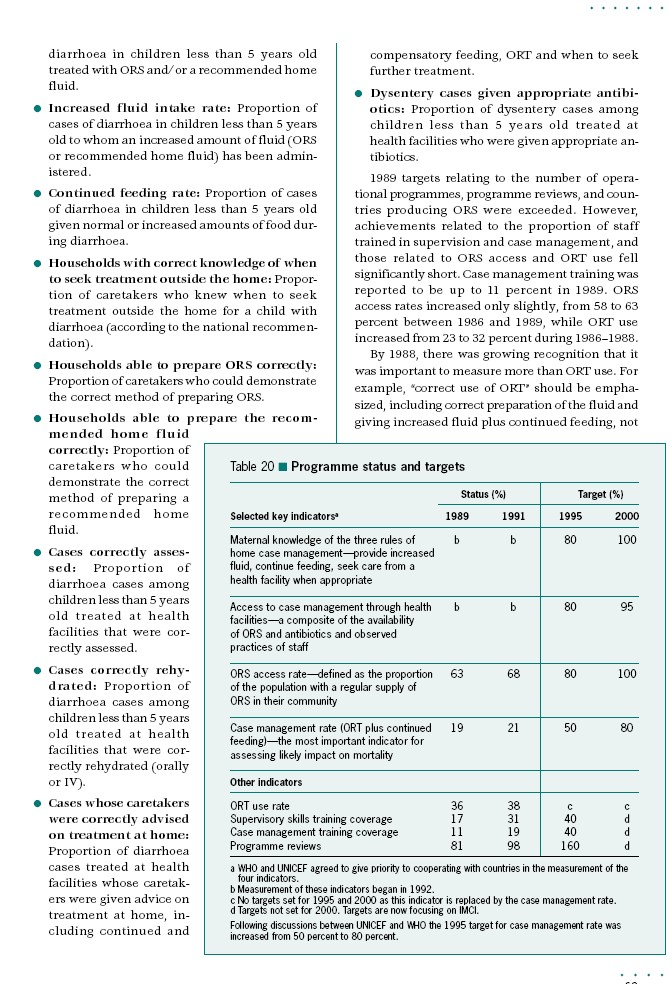 diarrhoea in children less than 5 years old
treated with ORS and/or a recommended home
fluid.
● Increased fluid intake rate: Proportion of
cases of diarrhoea in children less than 5 years
old to whom an increased amount of fluid (ORS
or recommended home fluid) has been admin-
istered.
● Continued feeding rate: Proportion of cases
of diarrhoea in children less than 5 years old
given normal or increased amounts of food dur-
ing diarrhoea.
● Households with correct knowledge of when
to seek treatment outside the home: Propor-
tion of caretakers who knew when to seek
treatment outside the home for a child with
diarrhoea (according to the national recommen-
dation).
● Households able to prepare ORS correctly:
Proportion of caretakers who could demonstrate
the correct method of preparing ORS.
● Households able to prepare the recom-
mended home fluid
correctly: Proportion of
caretakers who could
demonstrate the correct
method of preparing a
recommended home
fluid.
● Cases correctly asses-
sed: Proportion of
diarrhoea cases among
children less than 5 years
old treated at health
facilities that were cor-
rectly assessed.
● Cases correctly rehy-
drated: Proportion of
diarrhoea cases among
children less than 5 years
old treated at health
facilities that were cor-
rectly rehydrated (orally
or IV).
● Cases whose caretakers
were correctly advised
on treatment at home:
Proportion of diarrhoea
cases treated at health
facilities whose caretak-
ers were given advice on
treatment at home, in-
cluding continued and
compensatory feeding, ORT and when to seek
further treatment.
● Dysentery cases given appropriate antibi-
otics: Proportion of dysentery cases among
children less than 5 years old treated at
health facilities who were given appropriate an-
tibiotics.
1989 targets relating to the number of opera-
tional programmes, programme reviews, and coun-
tries producing ORS were exceeded. However,
achievements related to the proportion of staff
trained in supervision and case management, and
those related to ORS access and ORT use fell
significantly short. Case management training was
reported to be up to 11 percent in 1989. ORS
access rates increased only slightly, from 58 to 63
percent between 1986 and 1989, while ORT use
increased from 23 to 32 percent during 1986–1988.
By 1988, there was growing recognition that it
was important to measure more than ORT use. For
example, "correct use of ORT" should be empha-
sized, including correct preparation of the fluid and
giving increased fluid plus continued feeding, not
Table 20 ■ Programme status and targets
Status (%) Target (%)
Selected key indicatorsᵃ 1989 1991 1995 2000
Maternal knowledge of the three rules of b b 80 100
home case management—provide increased
fluid, continue feeding, seek care from a
health facility when appropriate
Access to case management through health b b 80 95
facilities—a composite of the availability
of ORS and antibiotics and observed
practices of staff
ORS access rate—defined as the proportion 63 68 80 100
of the population with a regular supply of
ORS in their community
Case management rate (ORT plus continued 19 21 50 80
feeding)—the most important indicator for
assessing likely impact on mortality
Other indicators
ORT use rate 36 38 c c
Supervisory skills training coverage 17 31 40 d
Case management training coverage 11 19 40 d
Programme reviews 81 98 160 d
a WHO and UNICEF agreed to give priority to cooperating with countries in the measurement of the
four indicators.
b Measurement of these indicators began in 1992.
c No targets set for 1995 and 2000 as this indicator is replaced by the case management rate.
d Targets not set for 2000. Targets are now focusing on IMCI.
Following discussions between UNICEF and WHO the 1995 target for case management rate was
increased from 50 percent to 80 percent.